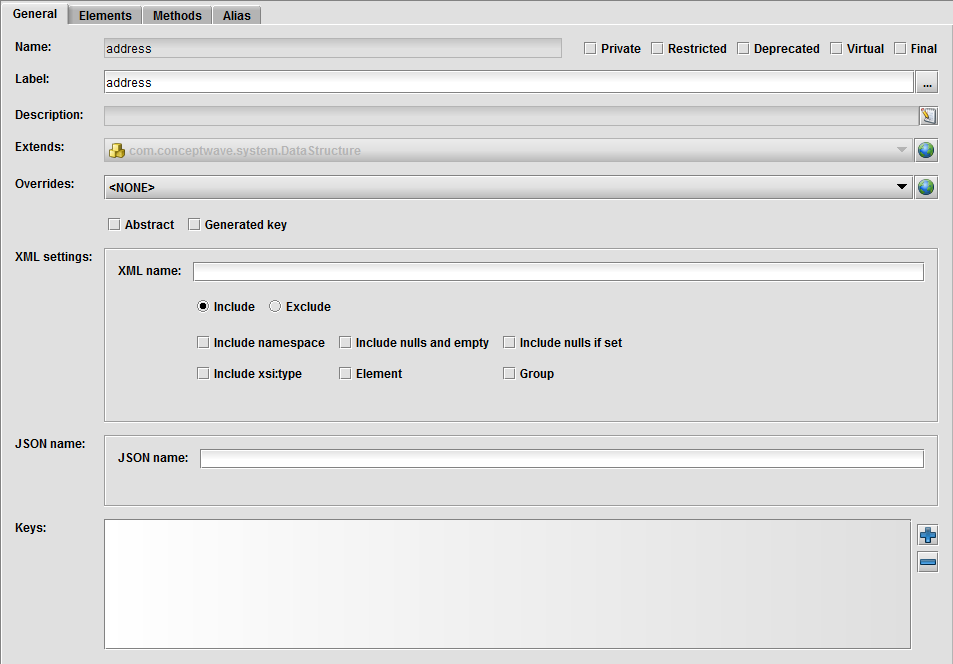 General Elements Methods Alias
Name: address Private Restricted Deprecated Virtual Final
Label: address ...
Description:
Extends: com.conceptwave.system.DataStructure
Overrides: <NONE>
Abstract Generated key
XML settings:
XML name:
Include Exclude
Include namespace Include nulls and empty Include nulls if set
Include xsi:type Element Group
JSON name:
JSON name:
Keys: